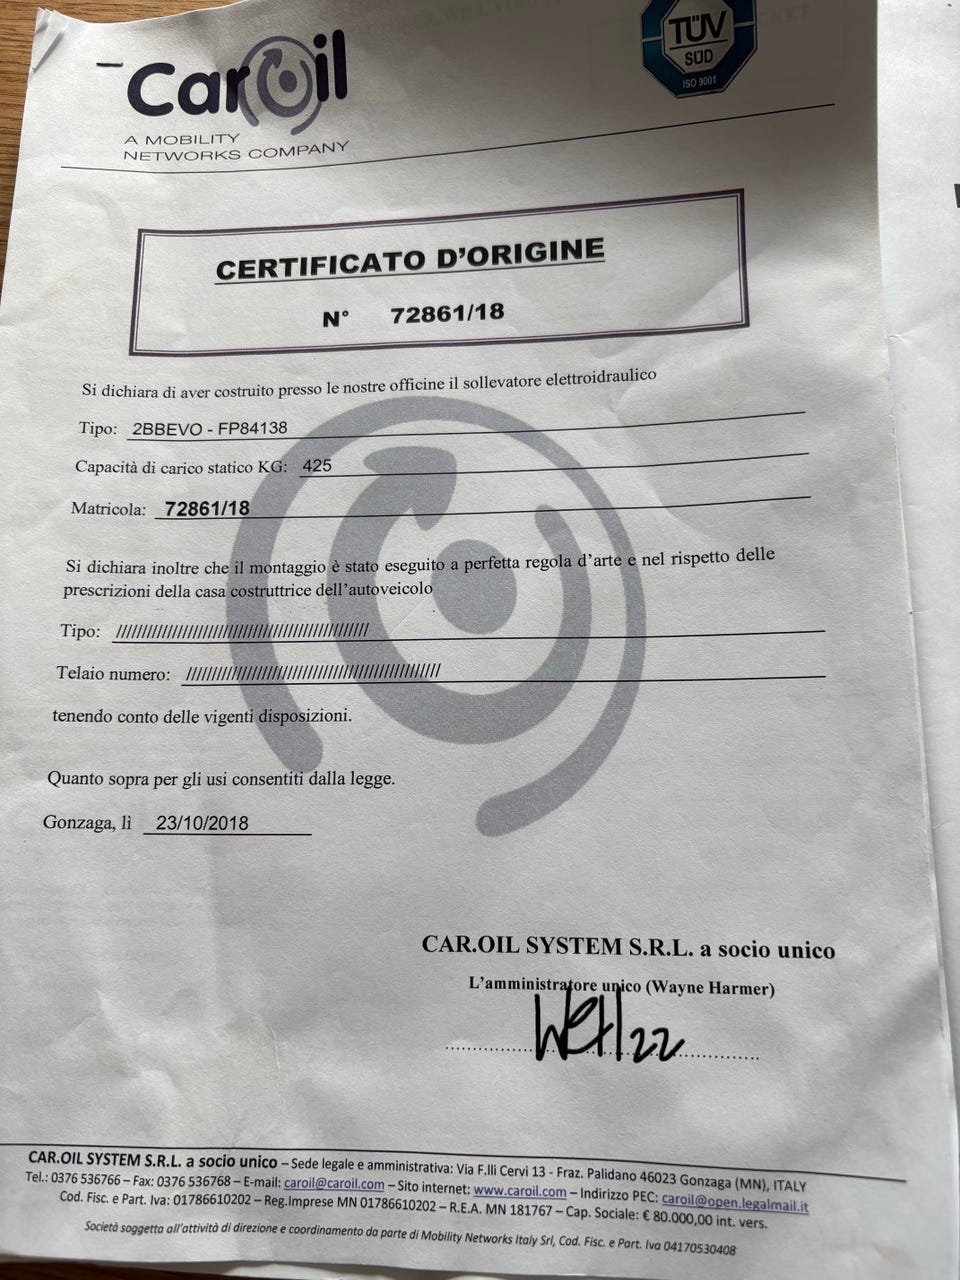 CarOil
A MOBILITY
NETWORKS COMPANY
TÜV
SÜD
ISO 9001
CERTIFICATO D'ORIGINE
N° 72861/18
Si dichiara di aver costruito presso le nostre officine il sollevatore elettroidraulico
Tipo: 2BBEVO - FP84138
Capacità di carico statico KG: 425
Matricola: 72861/18
Si dichiara inoltre che il montaggio è stato eseguito a perfetta regola d'arte e nel rispetto delle
prescrizioni della casa costruttrice dell'autoveicolo
Tipo: ////////////////////////////////////////////////
Telaio numero: ////////////////////////////////////////////////
tenendo conto delle vigenti disposizioni.
Quanto sopra per gli usi consentiti dalla legge.
Gonzaga, lì 23/10/2018
CAR.OIL SYSTEM S.R.L. a socio unico
L'amministratore unico (Wayne Harmer)
CAR.OIL SYSTEM S.R.L. a socio unico – Sede legale e amministrativa: Via F.lli Cervi 13 - Fraz. Palidano 46023 Gonzaga (MN), ITALY
Tel.: 0376 536766 – Fax: 0376 536768 – E-mail: caroil@caroil.com – Sito internet: www.caroil.com – Indirizzo PEC: caroil@open.legalmail.it
Cod. Fisc. e Part. Iva: 01786610202 – Reg.Imprese MN 01786610202 – R.E.A. MN 181767 – Cap. Sociale: € 80.000,00 int. vers.
Società soggetta all'attività di direzione e coordinamento da parte di Mobility Networks Italy Srl, Cod. Fisc. e Part. Iva 04170530408